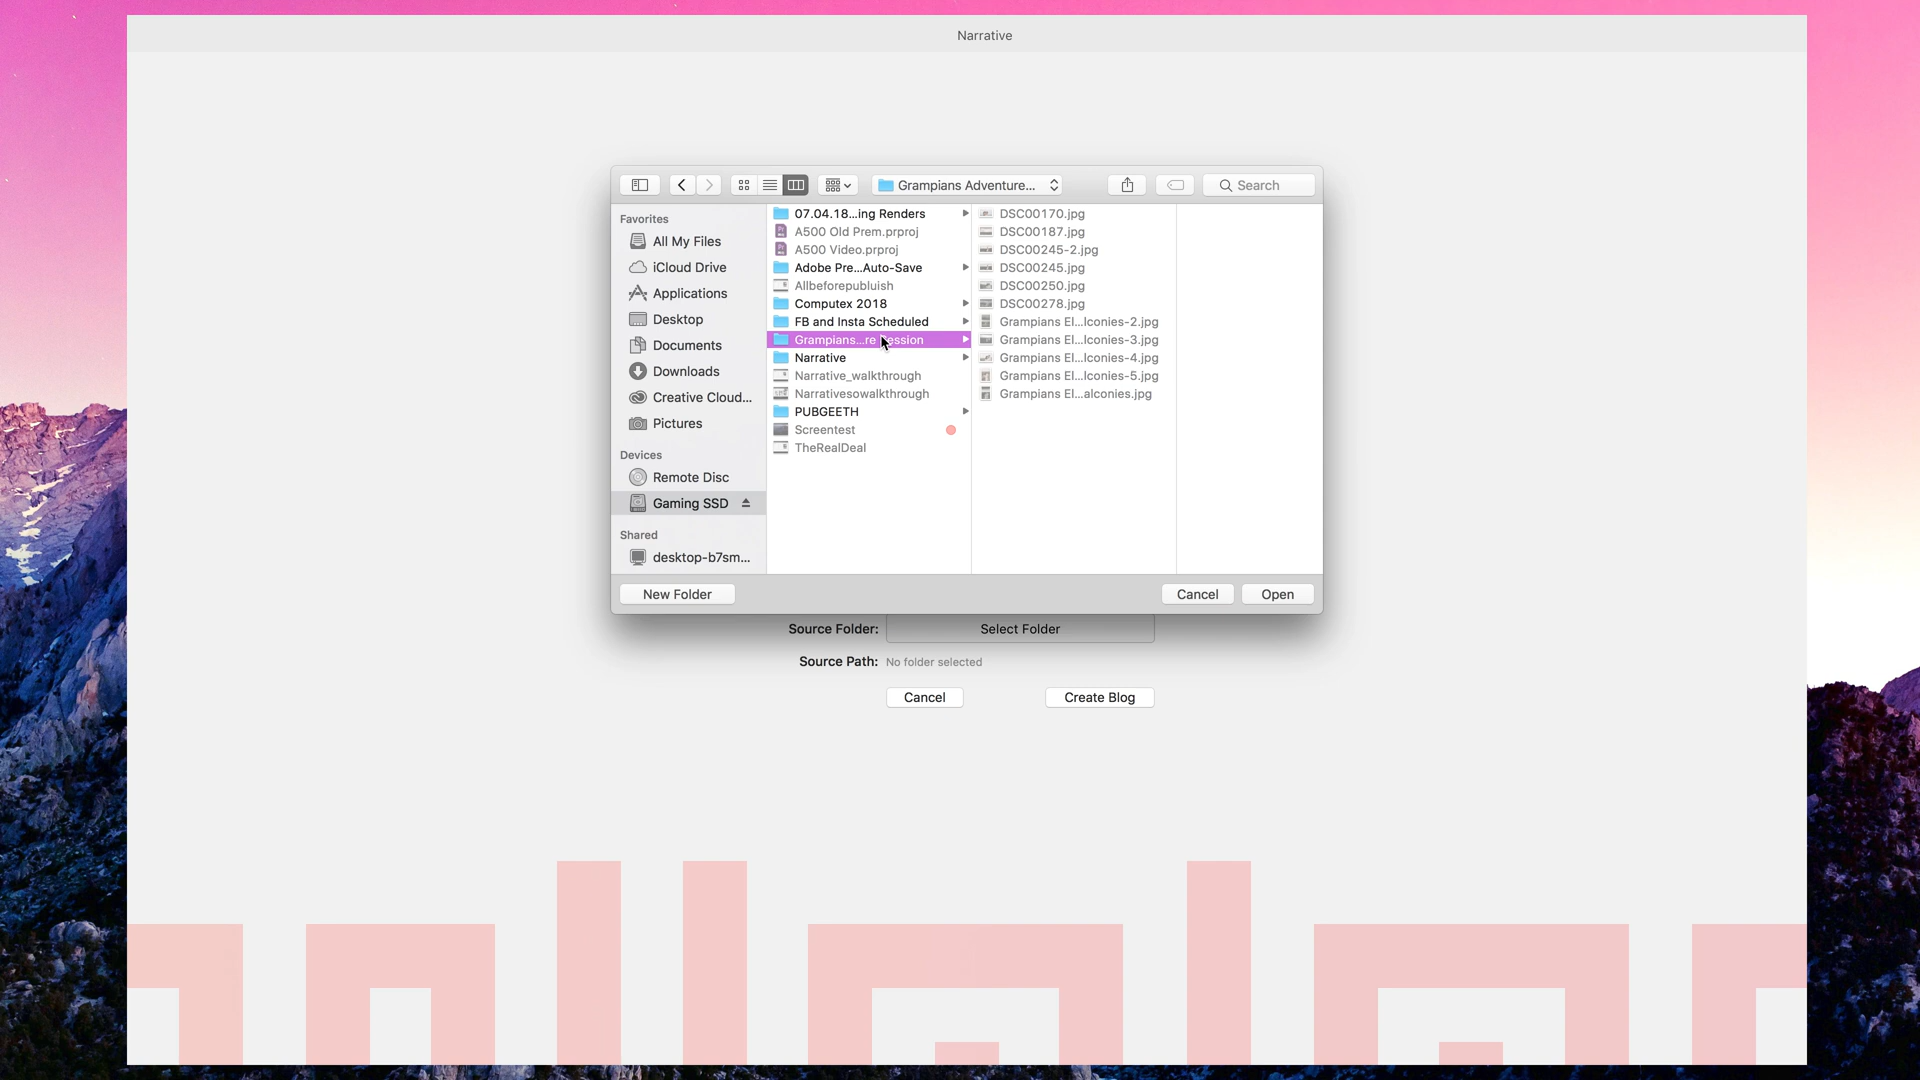 Narrative
Grampians Adventure...
Search
Favorites
All My Files
iCloud Drive
Applications
Desktop
Documents
Downloads
Creative Cloud...
Pictures
Devices
Remote Disc
Gaming SSD
Shared
desktop-b7sm...
07.04.18...ing Renders
A500 Old Prem.prproj
A500 Video.prproj
Adobe Pre...Auto-Save
Allbeforepubluish
Computex 2018
FB and Insta Scheduled
Grampians...re Session
Narrative
Narrative_walkthrough
Narrativesowalkthrough
PUBGEETH
Screentest
TheRealDeal
DSC00170.jpg
DSC00187.jpg
DSC00245-2.jpg
DSC00245.jpg
DSC00250.jpg
DSC00278.jpg
Grampians El...lconies-2.jpg
Grampians El...lconies-3.jpg
Grampians El...lconies-4.jpg
Grampians El...lconies-5.jpg
Grampians El...alconies.jpg
New Folder
Cancel
Open
Source Folder:
Select Folder
Source Path:
No folder selected
Cancel
Create Blog